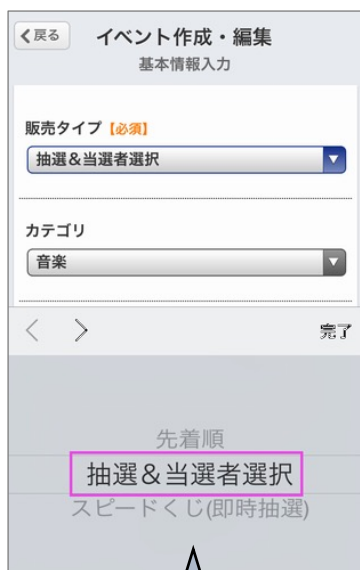 戻る
イベント作成・編集
基本情報入力
販売タイプ【必須】
抽選＆当選者選択
カテゴリ
音楽
完了
先着順
抽選＆当選者選択
スピードくじ(即時抽選)